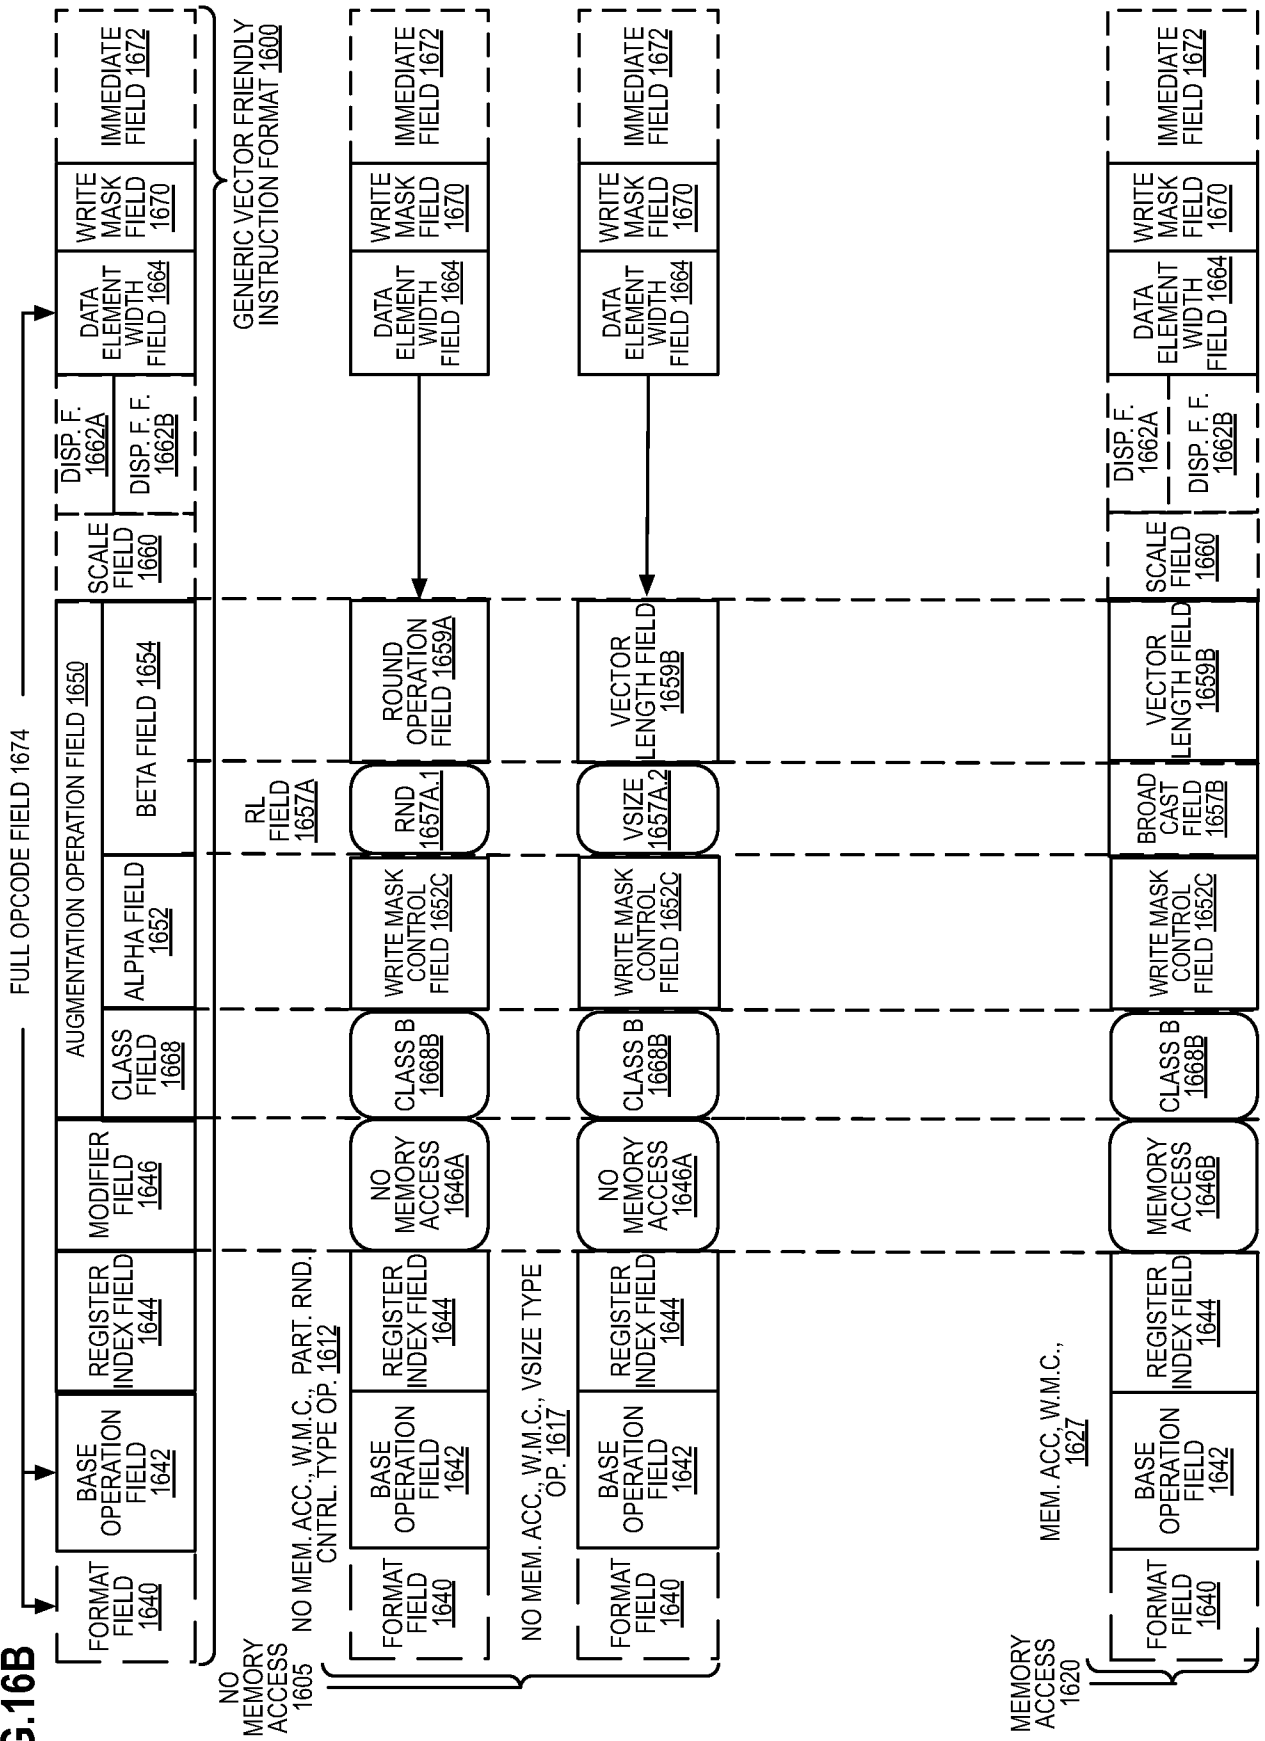 G.16B
FULL OPCODE FIELD 1674
FORMAT
FIELD
1640
BASE
OPERATION
FIELD
1642
REGISTER
INDEX FIELD
1644
MODIFIER
FIELD
1646
AUGMENTATION OPERATION FIELD 1650
CLASS
FIELD
1668
ALPHA FIELD
1652
BETA FIELD 1654
SCALE
FIELD
1660
DISP. F.
1662A
DISP. F. F.
1662B
DATA
ELEMENT
WIDTH
FIELD 1664
WRITE
MASK
FIELD
1670
IMMEDIATE
FIELD 1672
GENERIC VECTOR FRIENDLY
INSTRUCTION FORMAT 1600
NO
MEMORY
ACCESS
1605
NO MEM. ACC., W.M.C., PART. RND.
CNTRL. TYPE OP. 1612
RL
FIELD
1657A
FORMAT
FIELD
1640
BASE
OPERATION
FIELD
1642
REGISTER
INDEX FIELD
1644
NO
MEMORY
ACCESS
1646A
CLASS B
1668B
WRITE MASK
CONTROL
FIELD 1652C
RND
1657A.1
ROUND
OPERATION
FIELD 1659A
DATA
ELEMENT
WIDTH
FIELD 1664
WRITE
MASK
FIELD
1670
IMMEDIATE
FIELD 1672
NO MEM. ACC., W.M.C., VSIZE TYPE
OP. 1617
FORMAT
FIELD
1640
BASE
OPERATION
FIELD
1642
REGISTER
INDEX FIELD
1644
NO
MEMORY
ACCESS
1646A
CLASS B
1668B
WRITE MASK
CONTROL
FIELD 1652C
VSIZE
1657A.2
VECTOR
LENGTH FIELD
1659B
DATA
ELEMENT
WIDTH
FIELD 1664
WRITE
MASK
FIELD
1670
IMMEDIATE
FIELD 1672
MEMORY
ACCESS
1620
MEM. ACC, W.M.C.,
1627
FORMAT
FIELD
1640
BASE
OPERATION
FIELD
1642
REGISTER
INDEX FIELD
1644
MEMORY
ACCESS
1646B
CLASS B
1668B
WRITE MASK
CONTROL
FIELD 1652C
BROAD
CAST
FIELD
1657B
VECTOR
LENGTH FIELD
1659B
SCALE
FIELD
1660
DISP. F.
1662A
DISP. F. F.
1662B
DATA
ELEMENT
WIDTH
FIELD 1664
WRITE
MASK
FIELD
1670
IMMEDIATE
FIELD 1672